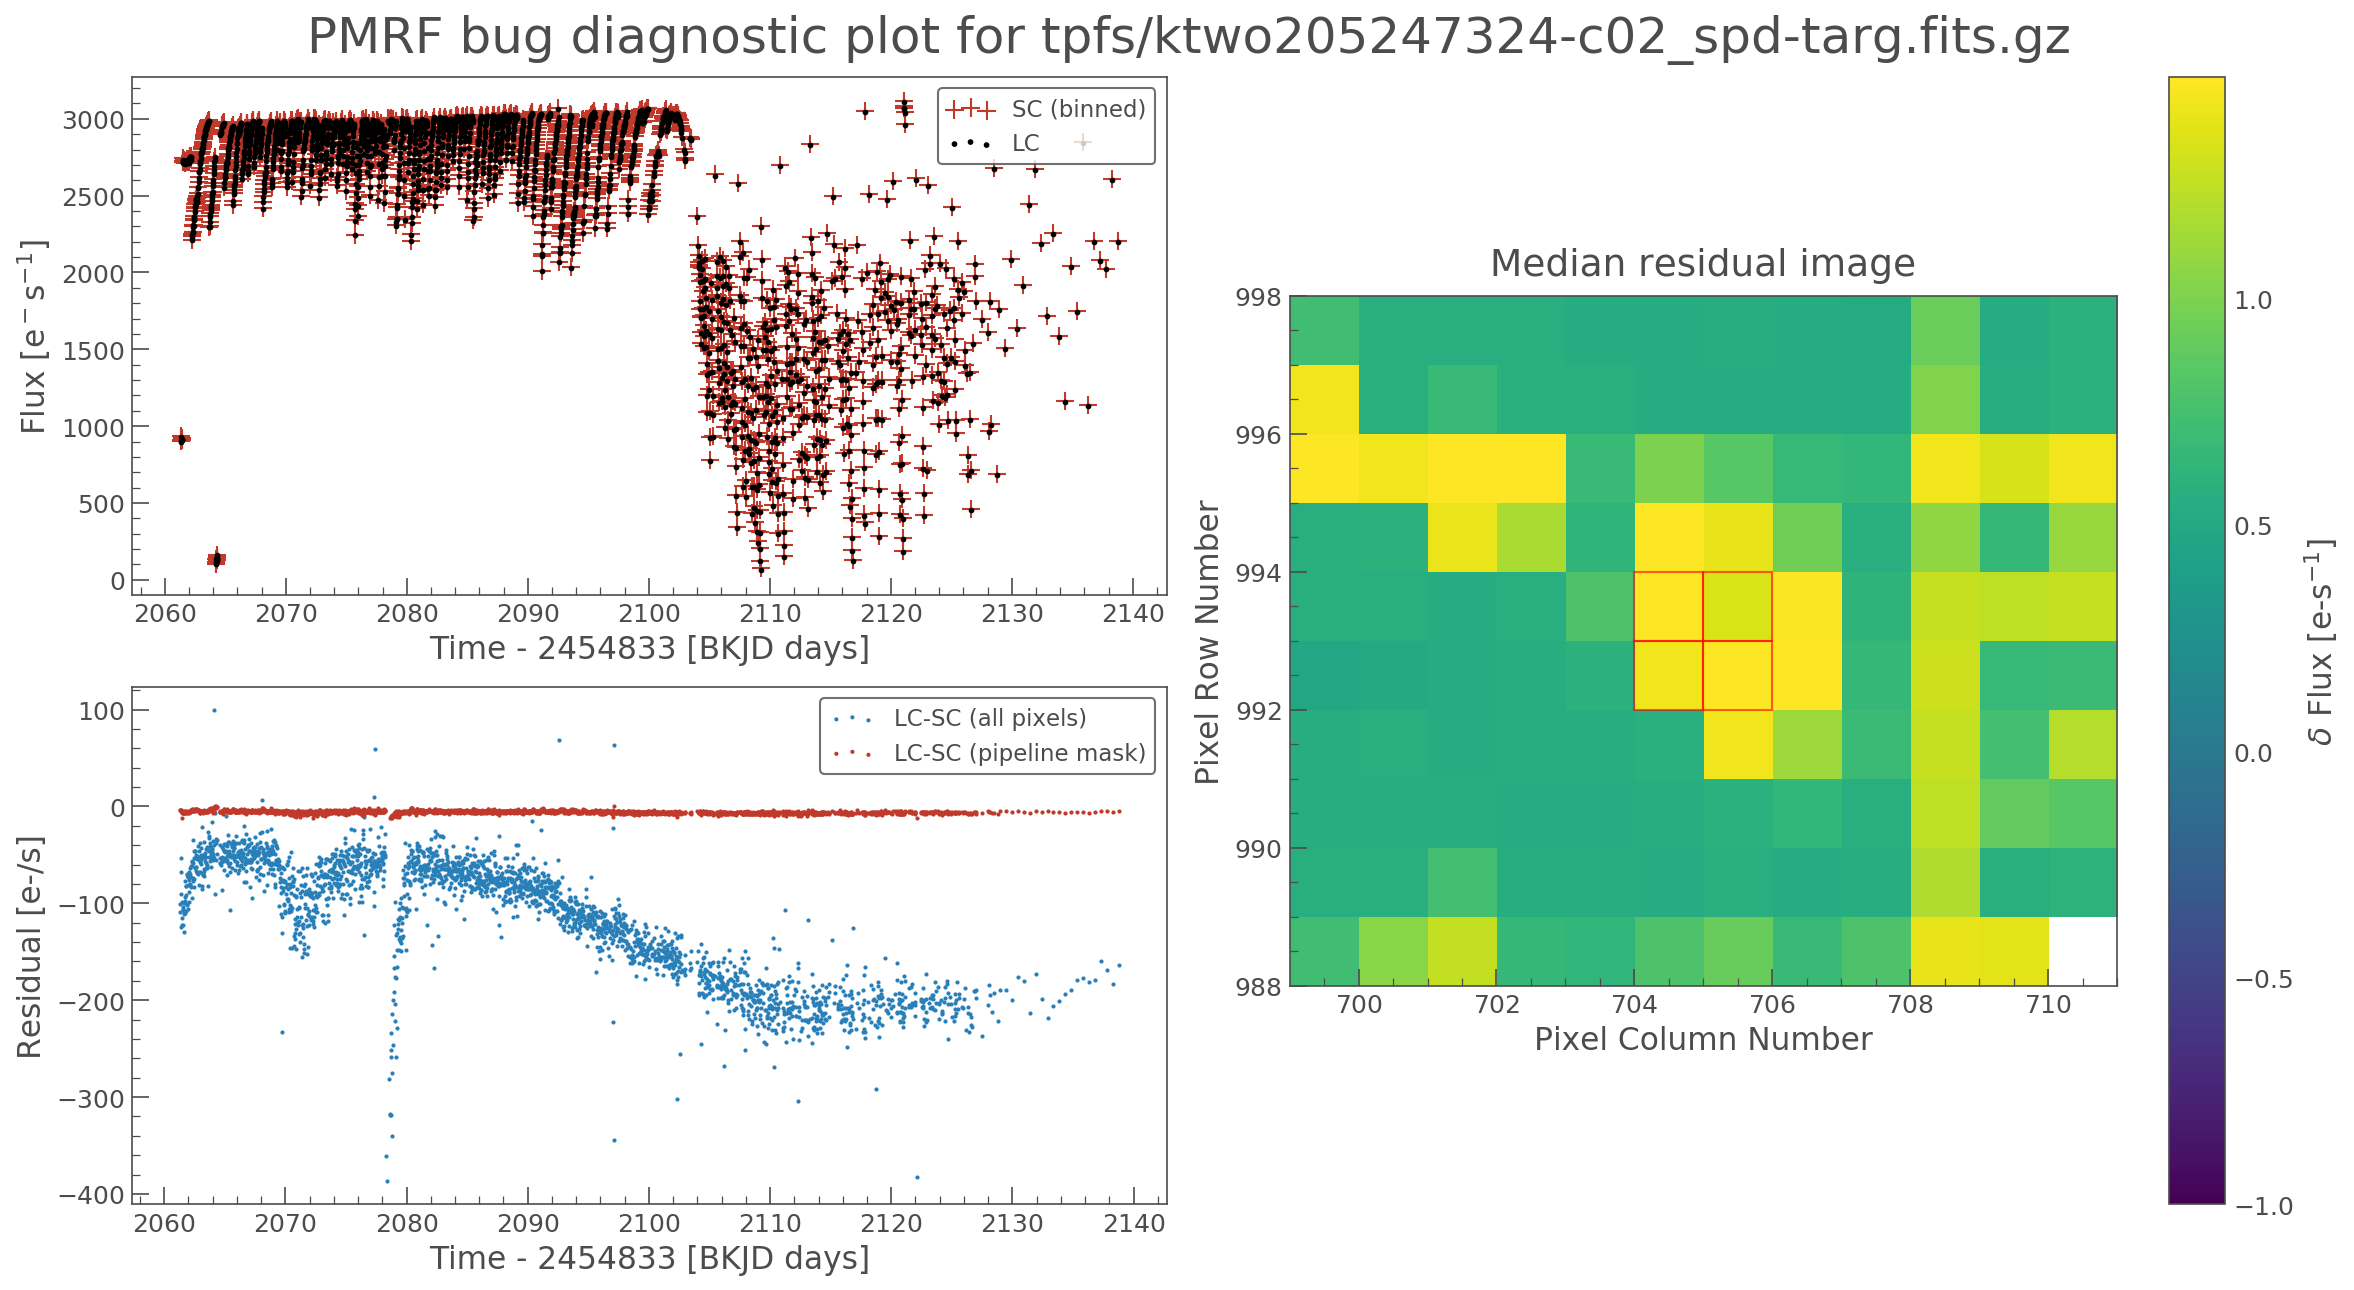 PMRF bug diagnostic plot for tpfs/ktwo205247324-c02_spd-targ.fits.gz
3000
2500
2000
1500
1000
500
0
Flux [e⁻ s⁻¹]
SC (binned)
LC
2060 2070 2080 2090 2100 2110 2120 2130 2140
Time - 2454833 [BKJD days]
100
0
−100
−200
−300
−400
Residual [e-/s]
LC-SC (all pixels)
LC-SC (pipeline mask)
2060 2070 2080 2090 2100 2110 2120 2130 2140
Time - 2454833 [BKJD days]
Median residual image
998
996
994
992
990
988
Pixel Row Number
700 702 704 706 708 710
Pixel Column Number
1.0
0.5
0.0
−0.5
−1.0
δ Flux [e-s⁻¹]